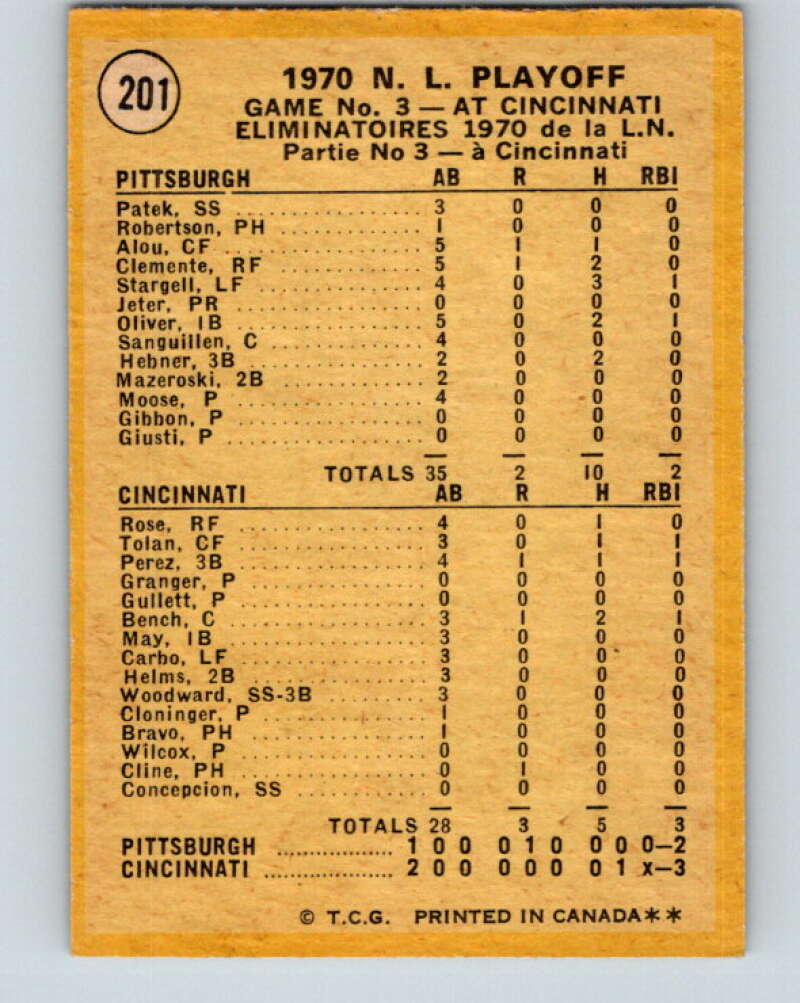 201
1970 N. L. PLAYOFF
GAME No. 3 — AT CINCINNATI
ELIMINATOIRES 1970 de la L.N.
Partie No 3 — à Cincinnati
PITTSBURGH AB R H RBI
Patek, SS .................. 3 0 0 0
Robertson, PH ............. 1 0 0 0
Alou, CF .................. 5 1 1 0
Clemente, RF ............. 5 1 2 0
Stargell, LF ............... 4 0 3 1
Jeter, PR ................. 0 0 0 0
Oliver, 1B ................. 5 0 2 1
Sanguillen, C .............. 4 0 0 0
Hebner, 3B ................ 2 0 2 0
Mazeroski, 2B ............. 2 0 0 0
Moose, P .................. 4 0 0 0
Gibbon, P ................. 0 0 0 0
Giusti, P .................. 0 0 0 0
TOTALS 35 2 10 2
CINCINNATI AB R H RBI
Rose, RF .................. 4 0 1 0
Tolan, CF ................. 3 0 1 1
Perez, 3B ................. 4 1 1 1
Granger, P ................ 0 0 0 0
Gullett, P ................. 0 0 0 0
Bench, C .................. 3 1 2 1
May, 1B .................. 3 0 0 0
Carbo, LF ................. 3 0 0 0
Helms, 2B ................ 3 0 0 0
Woodward, SS-3B ......... 3 0 0 0
Cloninger, P ............... 1 0 0 0
Bravo, PH ................ 1 0 0 0
Wilcox, P ................. 0 0 0 0
Cline, PH ................. 0 1 0 0
Concepcion, SS ............ 0 0 0 0
TOTALS 28 3 5 3
PITTSBURGH .................. 1 0 0 0 1 0 0 0 0—2
CINCINNATI .................... 2 0 0 0 0 0 0 1 x—3
© T.C.G. PRINTED IN CANADA**